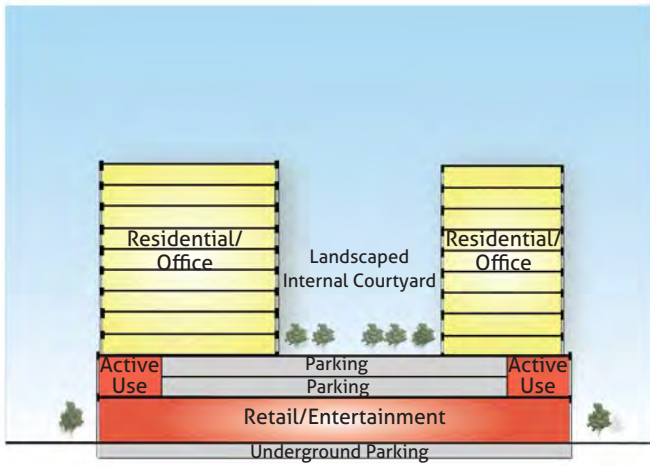 Residential/
Office
Landscaped
Internal Courtyard
Residential/
Office
Active
Use
Parking
Parking
Active
Use
Retail/Entertainment
Underground Parking